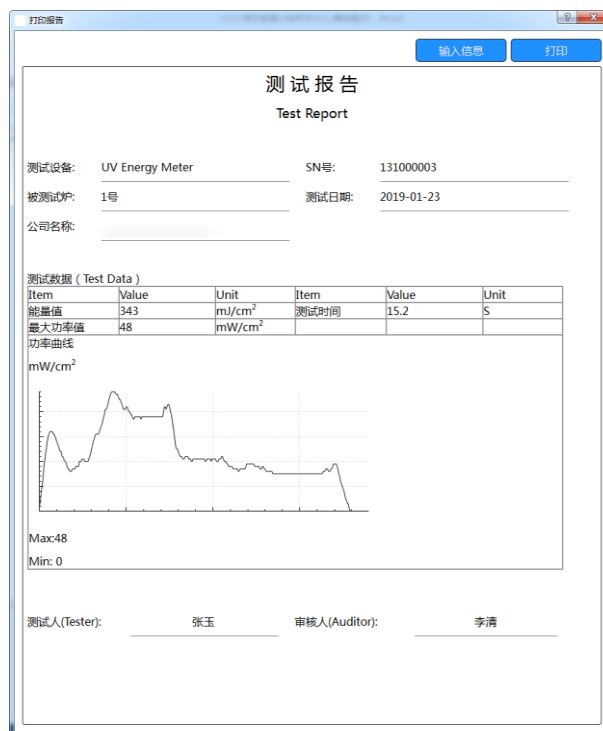 打印报告
输入信息 打印
测试报告
Test Report
测试设备: UV Energy Meter SN号: 131000003
被测试炉: 1号 测试日期: 2019-01-23
公司名称:
测试数据 ( Test Data )
Item Value Unit Item Value Unit
能量值 343 mJ/cm² 测试时间 15.2 S
最大功率值 48 mW/cm²
功率曲线
mW/cm²
Max:48
Min: 0
测试人(Tester): 张玉 审核人(Auditor): 李清